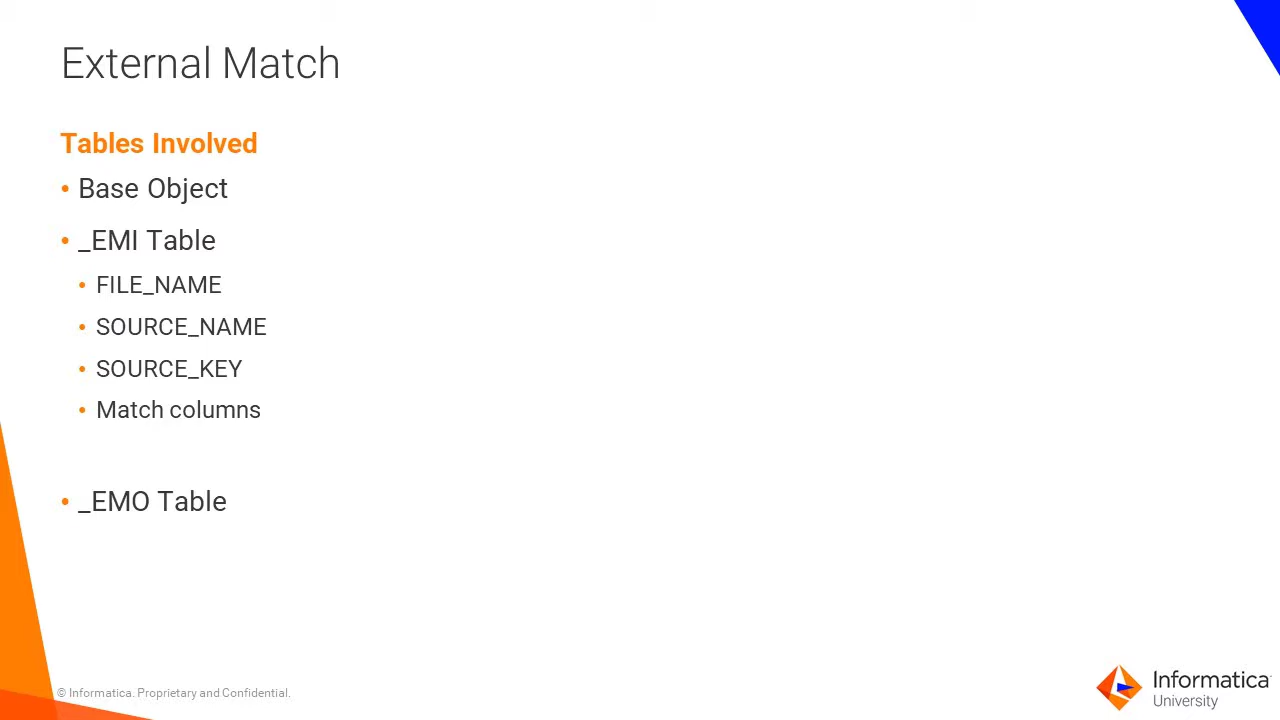 External Match
Tables Involved
• Base Object
• _EMI Table
• FILE_NAME
• SOURCE_NAME
• SOURCE_KEY
• Match columns
• _EMO Table
© Informatica. Proprietary and Confidential.
Informatica
University